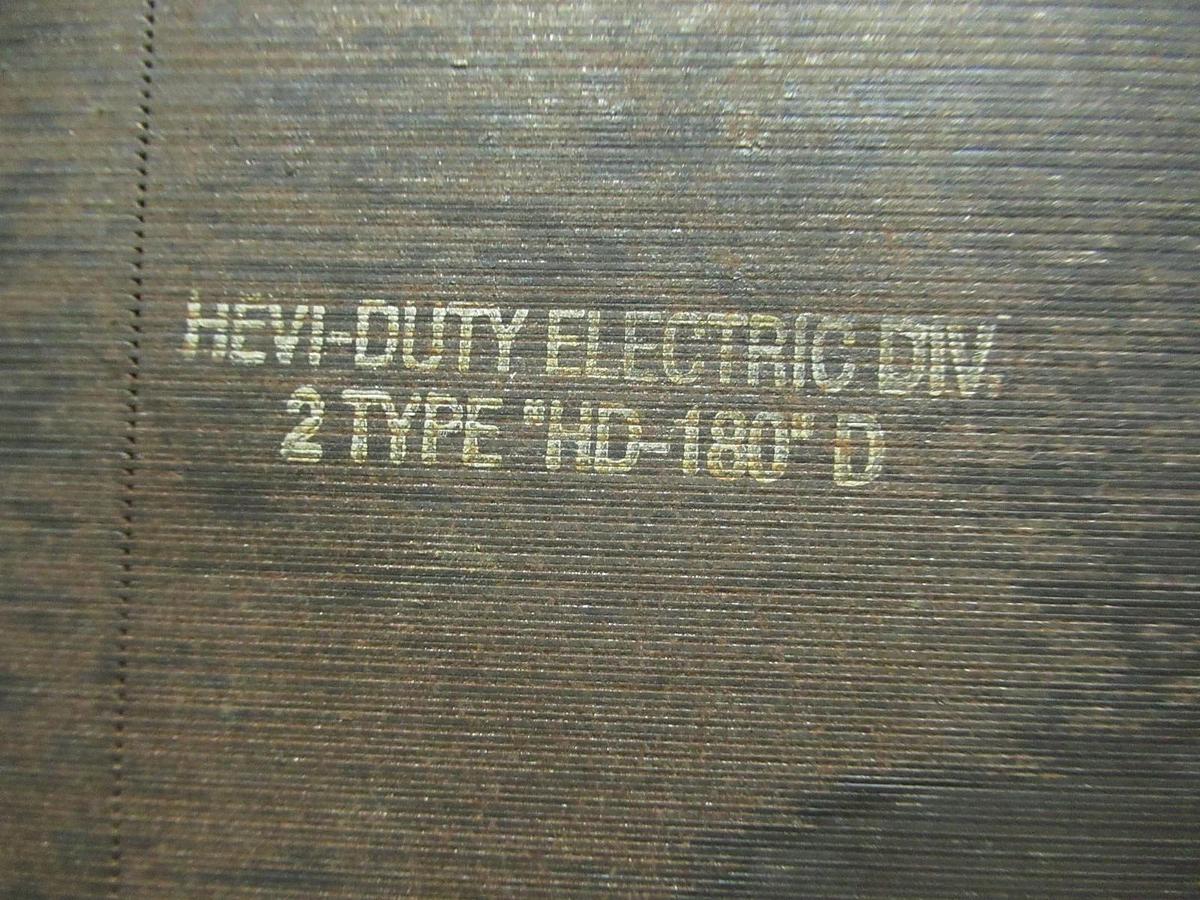 HEVI-DUTY ELECTRIC DIV.
2 TYPE "HD-180" D